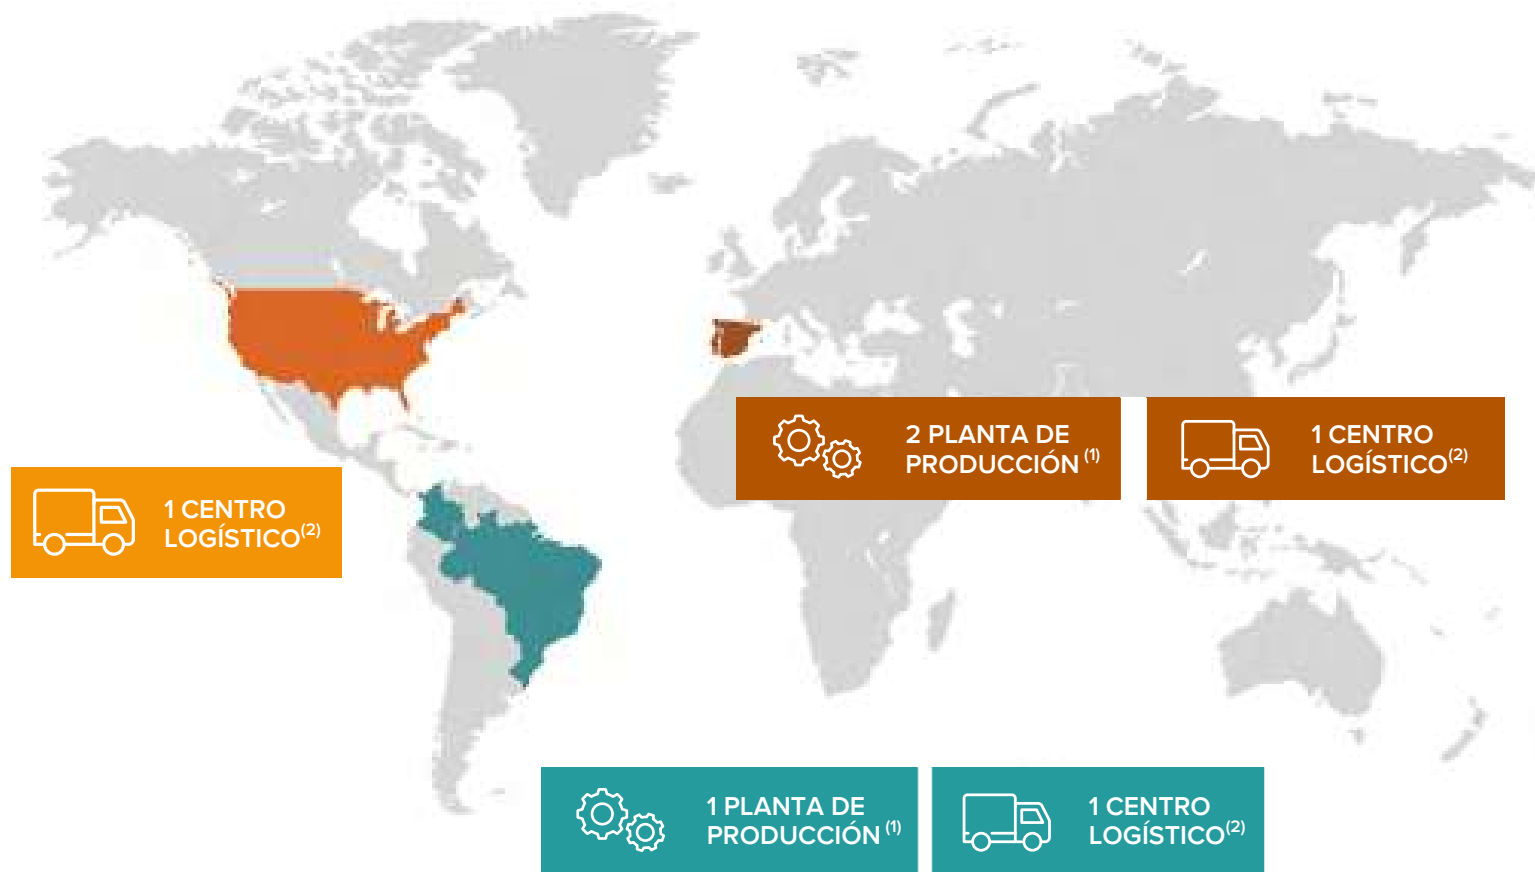 2 PLANTA DE
PRODUCCIÓN (1)
1 CENTRO
LOGÍSTICO(2)
1 CENTRO
LOGÍSTICO(2)
1 PLANTA DE
PRODUCCIÓN (1)
1 CENTRO
LOGÍSTICO(2)